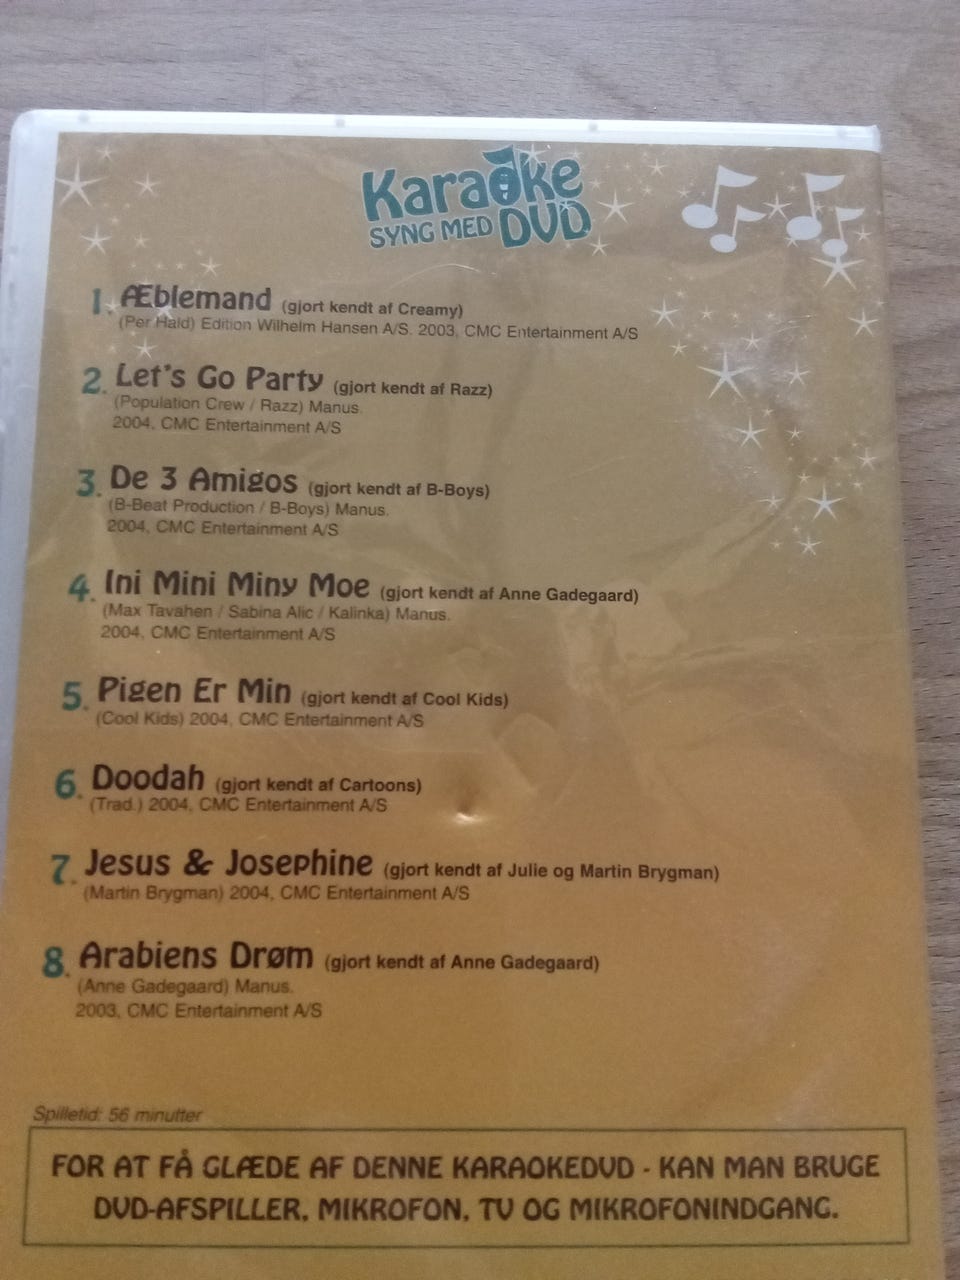 Karaoke
SYNG MED DVD
1. Æblemand (gjort kendt af Creamy)
(Per Hald) Edition Wilhelm Hansen A/S. 2003, CMC Entertainment A/S
2. Let's Go Party (gjort kendt af Razz)
(Population Crew / Razz) Manus.
2004, CMC Entertainment A/S
3. De 3 Amigos (gjort kendt af B-Boys)
(B-Beat Production / B-Boys) Manus.
2004, CMC Entertainment A/S
4. Ini Mini Miny Moe (gjort kendt af Anne Gadegaard)
(Max Tavahen / Sabina Alic / Kalinka) Manus.
2004, CMC Entertainment A/S
5. Pigen Er Min (gjort kendt af Cool Kids)
(Cool Kids) 2004, CMC Entertainment A/S
6. Doodah (gjort kendt af Cartoons)
(Trad.) 2004, CMC Entertainment A/S
7. Jesus & Josephine (gjort kendt af Julie og Martin Brygman)
(Martin Brygman) 2004, CMC Entertainment A/S
8. Arabiens Drøm (gjort kendt af Anne Gadegaard)
(Anne Gadegaard) Manus.
2003, CMC Entertainment A/S
Spilletid: 56 minutter
FOR AT FÅ GLÆDE AF DENNE KARAOKEDVD - KAN MAN BRUGE
DVD-AFSPILLER, MIKROFON, TV OG MIKROFONINDGANG.